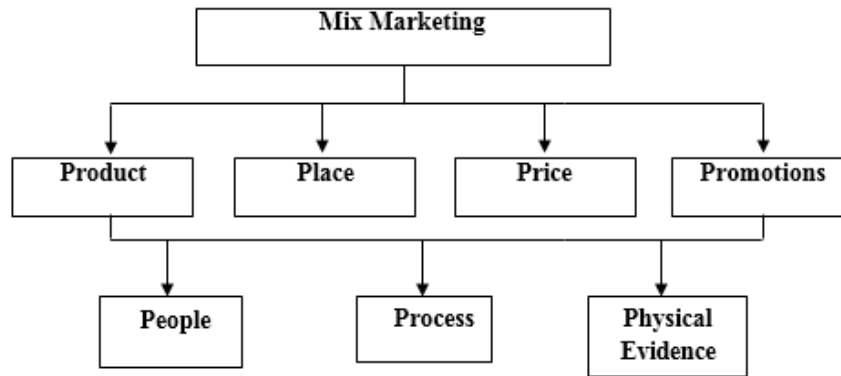 Mix Marketing
Product
Place
Price
Promotions
People
Process
Physical
Evidence